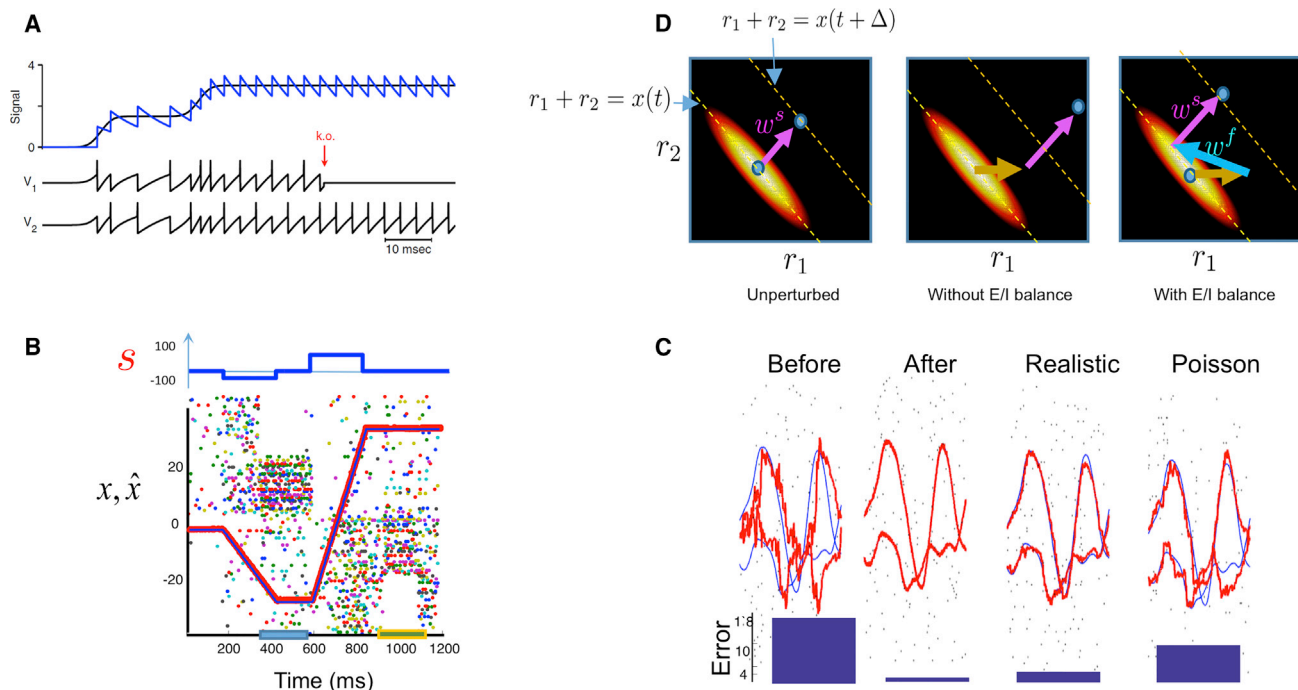 A
4
2
0
Signal
k.o.
V1
V2
10 msec
D
r1 + r2 = x(t + Δ)
r1 + r2 = x(t)
r2
w^s
w^s
w^f
r1
r1
r1
Unperturbed
Without E/I balance
With E/I balance
B
s
100
-100
x, x̂
20
0
-20
200
400
600
800
1000
1200
Time (ms)
C
Before
After
Realistic
Poisson
Error
18
10
4